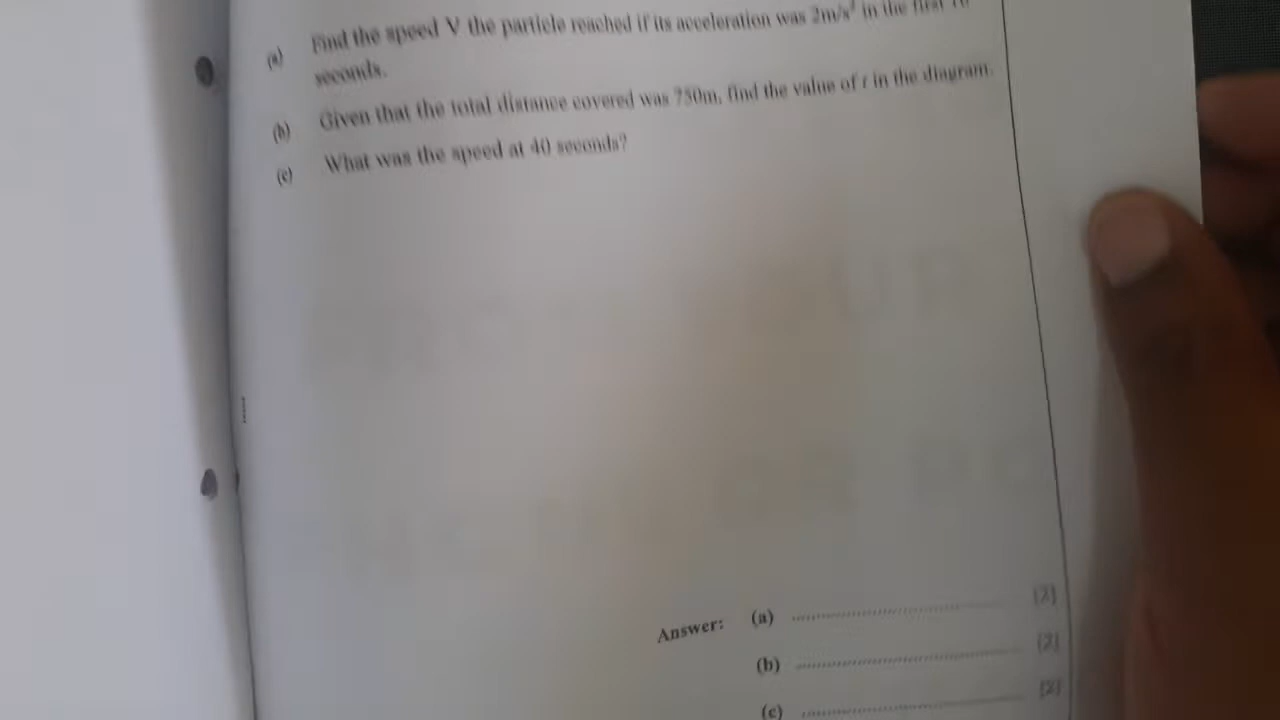 (a) Find the speed V the particle reached if its acceleration was 2m/s² in the first 10
seconds.
(b) Given that the total distance covered was 750m, find the value of t in the diagram.
(c) What was the speed at 40 seconds?
Answer: (a) ............................ [2]
(b) ............................ [2]
(c) ............................ [2]